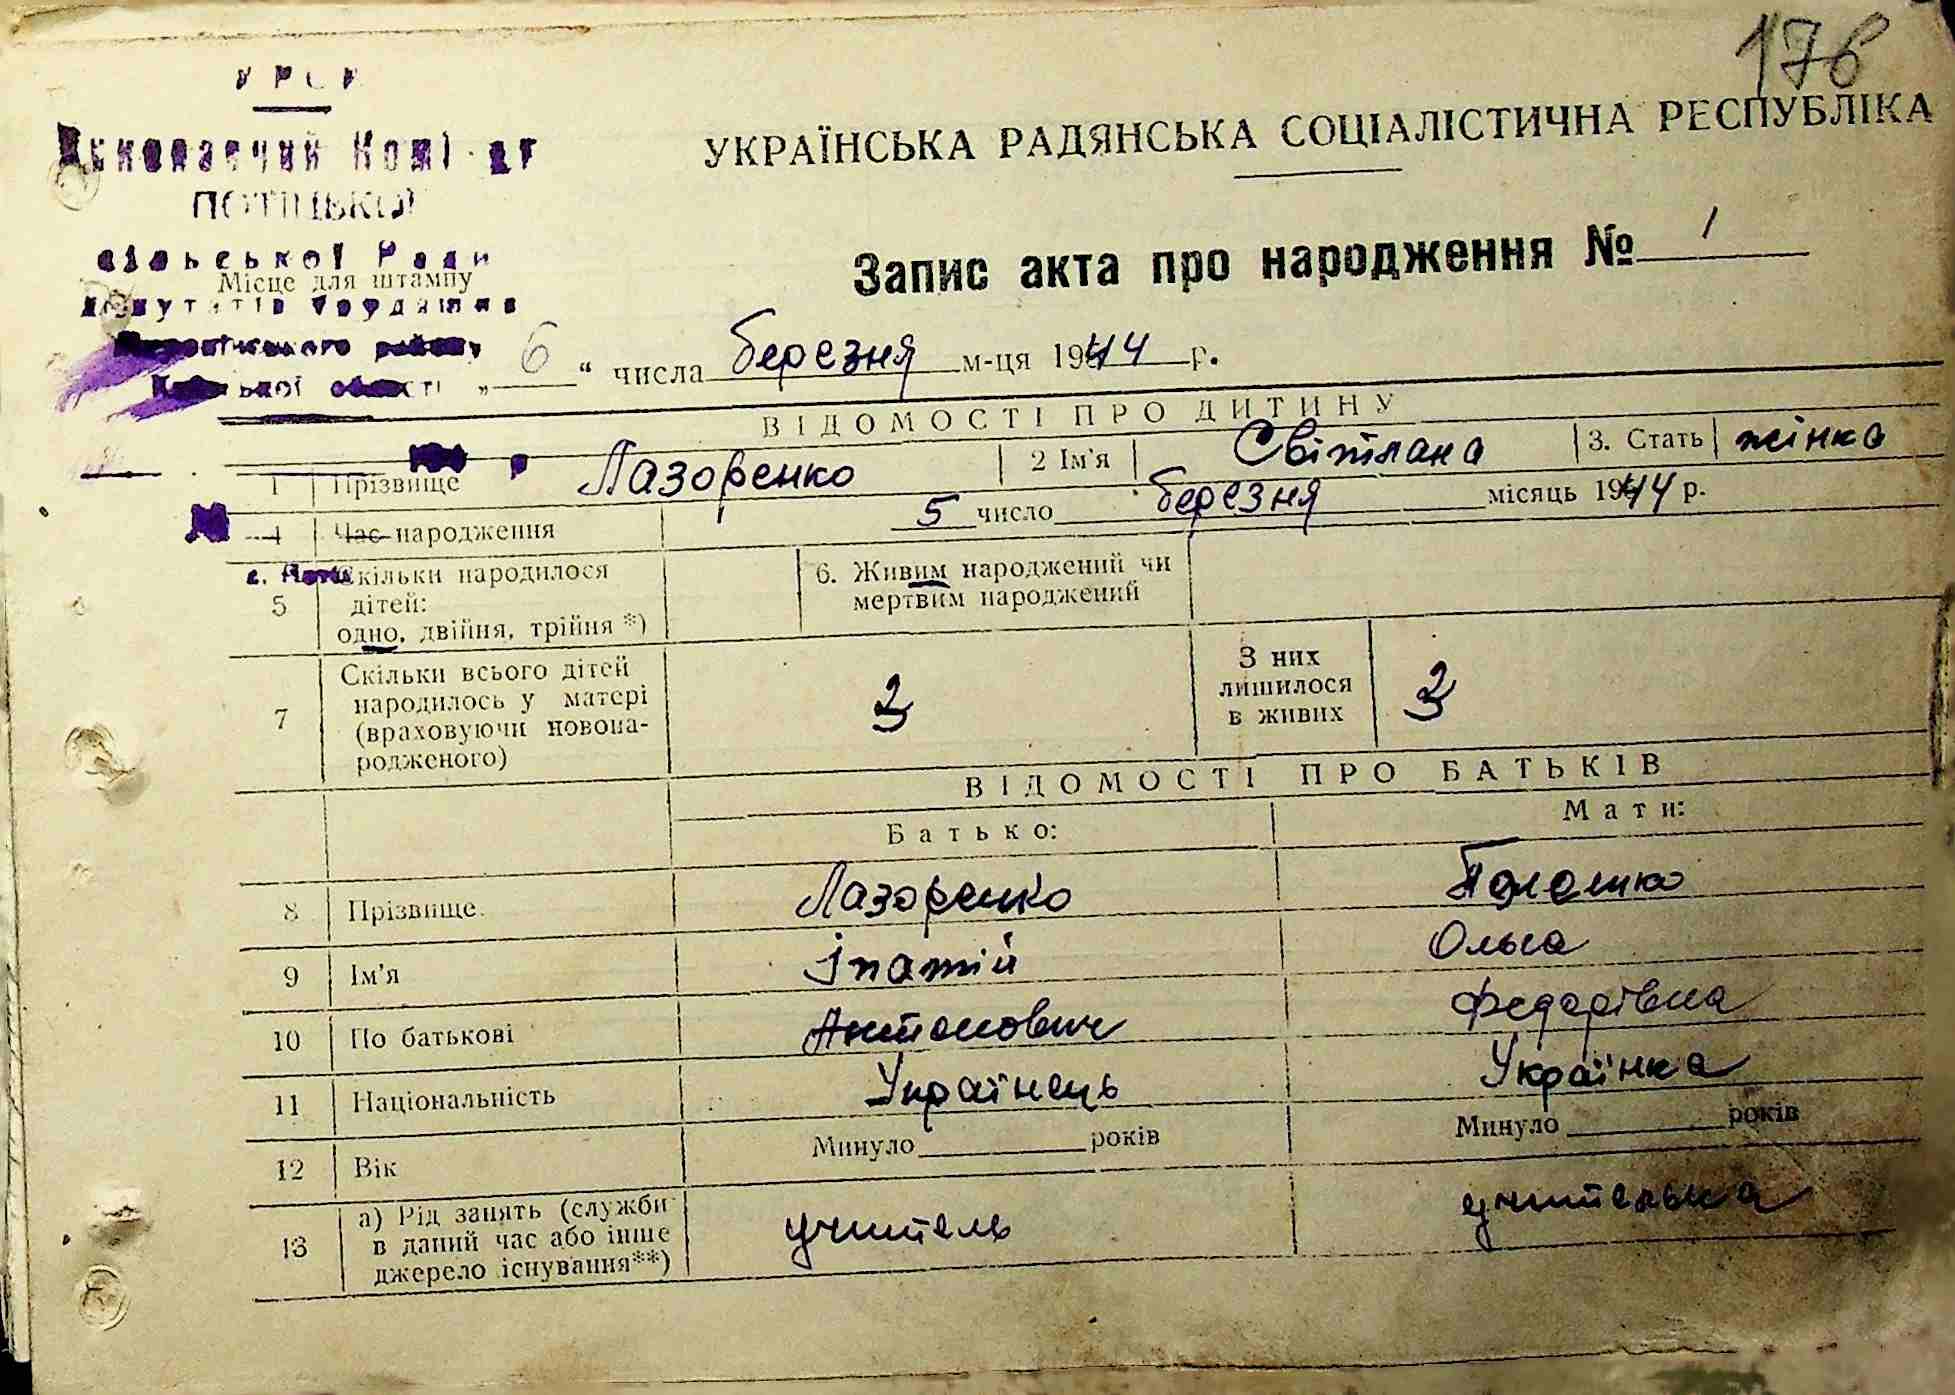 176
УРСР
Виконавчий Комітет
ПОТІЦЬКОЇ
сільської Ради
Місце для штампу
депутатів трудящих
УКРАЇНСЬКА РАДЯНСЬКА СОЦІАЛІСТИЧНА РЕСПУБЛІКА
Запис акта про народження № 1
району
області „ 6 “ числа березня м-ця 1944 р.
ВІДОМОСТІ ПРО ДИТИНУ
1 Прізвище Лазоренко 2 Ім'я Світлана 3. Стать жінка
4 Час народження 5 число березня місяць 1944 р.
5 Скільки народилося дітей: одно, двійня, трійня *) 6. Живим народжений чи мертвим народжений
7 Скільки всього дітей народилось у матері (враховуючи новона-родженого) З них лишилося в живих
ВІДОМОСТІ ПРО БАТЬКІВ
Батько: Мати:
8 Прізвище Лазоренко
9 Ім'я Іпатій Ольга
10 По батькові Антонович Федорівна
11 Національність Українець Українка
12 Вік Минуло років Минуло років
13 а) Рід занять (служби в даний час або інше джерело існування**) учитель учителька